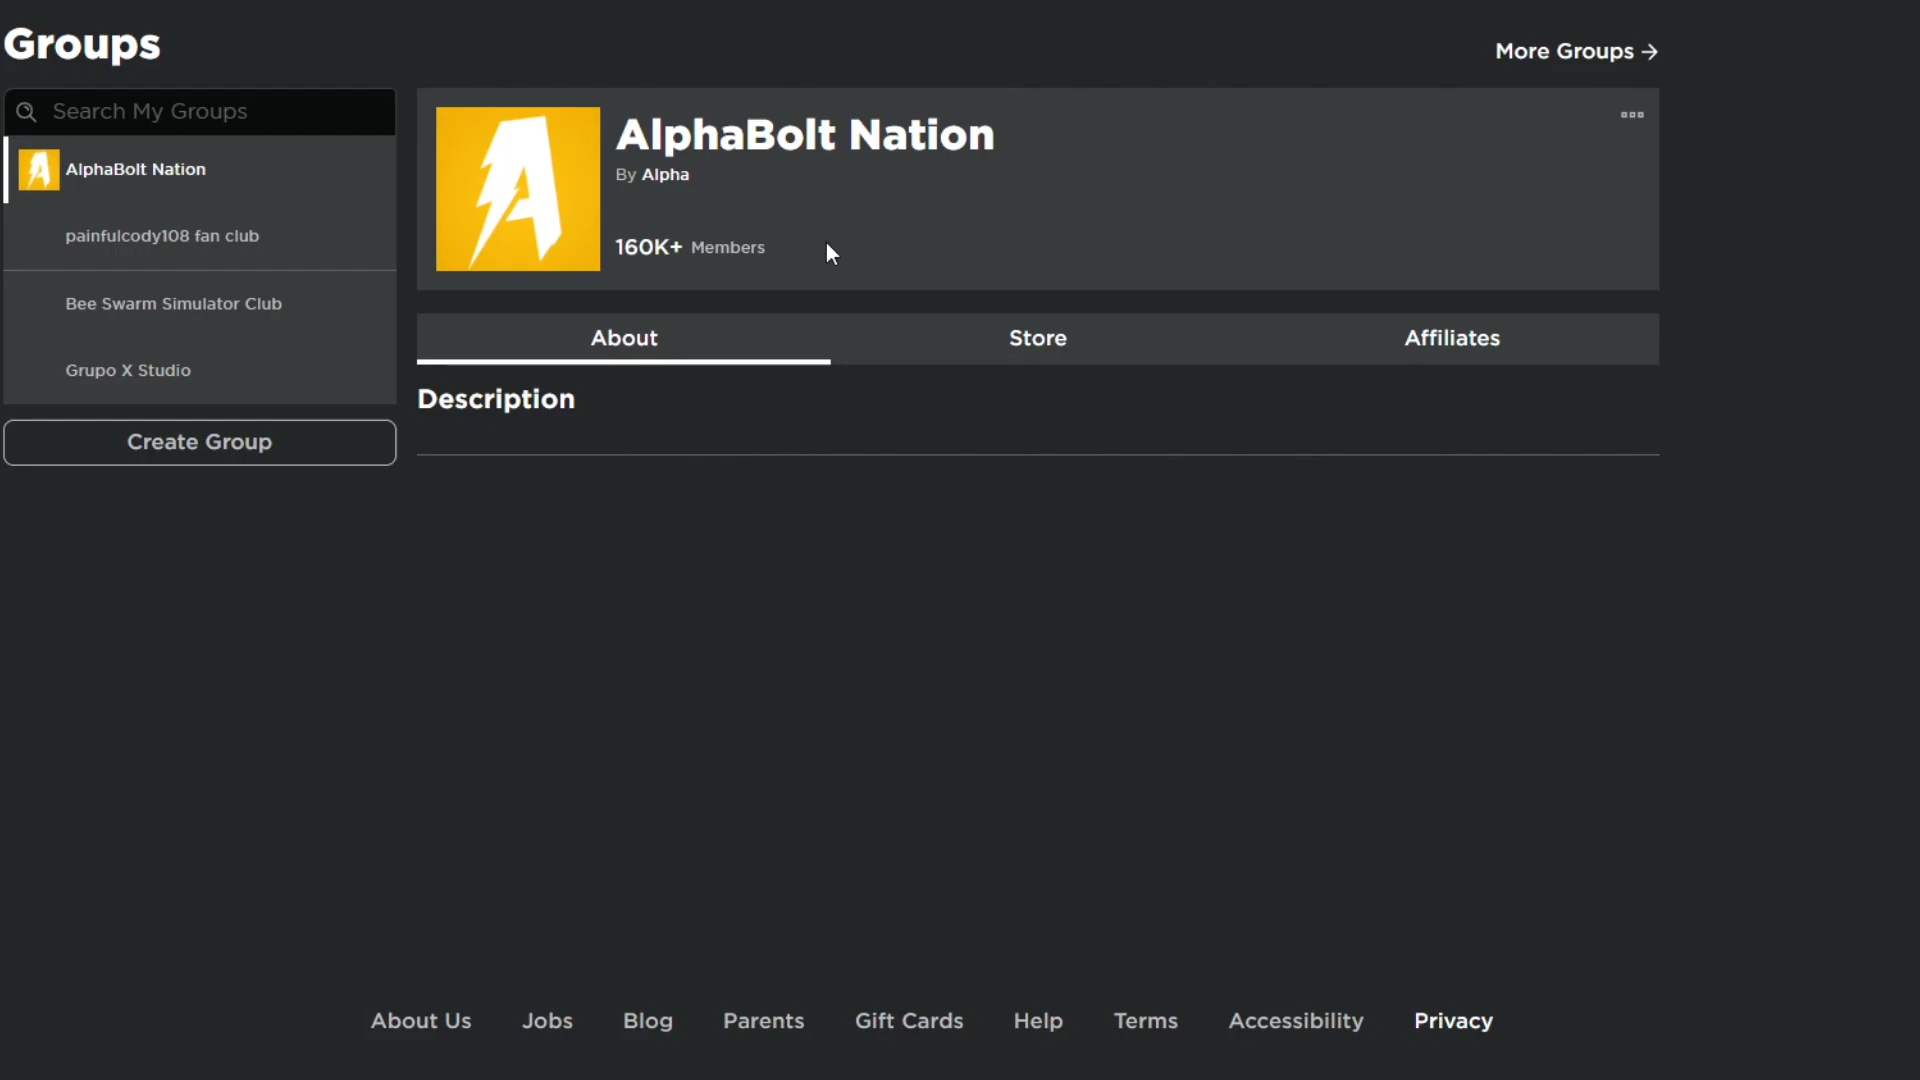 Groups
More Groups →
Search My Groups
AlphaBolt Nation
painfulcody108 fan club
Bee Swarm Simulator Club
Grupo X Studio
Create Group
AlphaBolt Nation
By Alpha
160K+ Members
About Store Affiliates
Description
About Us Jobs Blog Parents Gift Cards Help Terms Accessibility Privacy